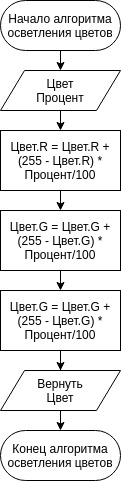 Начало алгоритма
осветления цветов
Цвет
Процент
Цвет.R = Цвет.R +
(255 - Цвет.R) *
Процент/100
Цвет.G = Цвет.G +
(255 - Цвет.G) *
Процент/100
Цвет.G = Цвет.G +
(255 - Цвет.G) *
Процент/100
Вернуть
Цвет
Конец алгоритма
осветления цветов